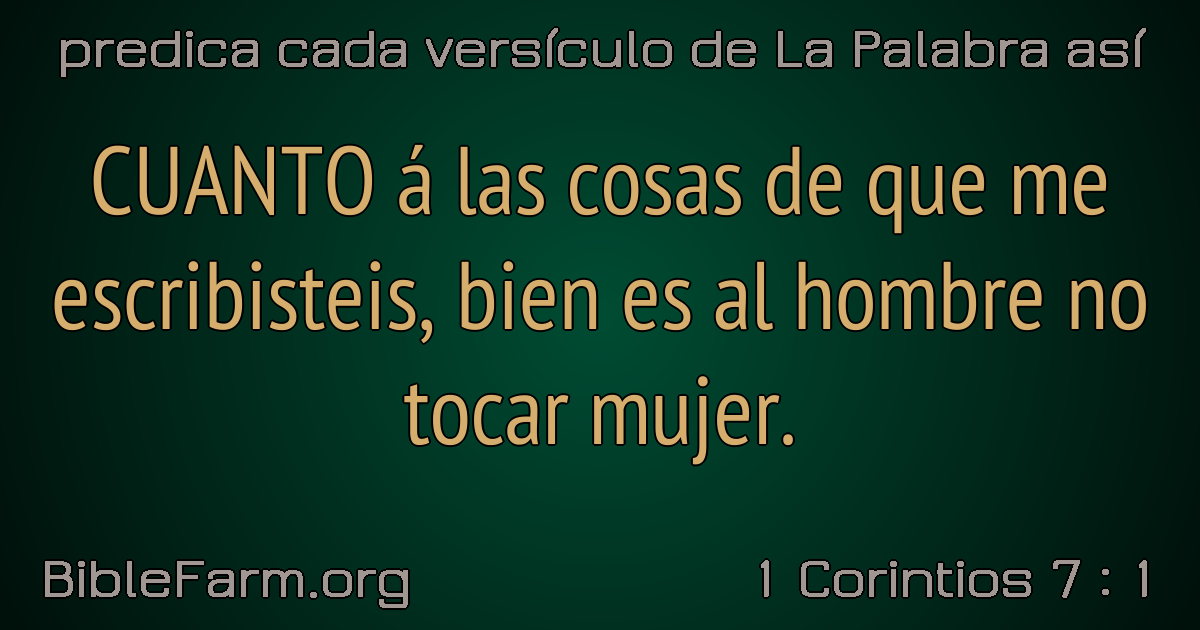 predica cada versículo de La Palabra así
CUANTO á las cosas de que me
escribisteis, bien es al hombre no
tocar mujer.
BibleFarm.org
1 Corintios 7 : 1